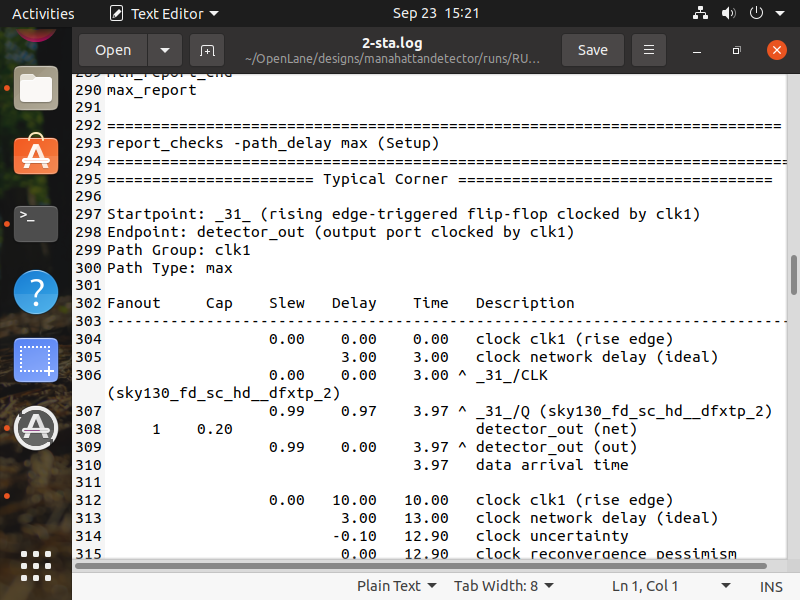 Activities Text Editor Sep 23 15:21
Open 2-sta.log Save
~/OpenLane/designs/manahattandetector/runs/RU...
289 min_report_end
290 max_report
291
292 ===========================================================================
293 report_checks -path_delay max (Setup)
294 ============================================================================
295 ======================= Typical Corner ===================================
296
297 Startpoint: _31_ (rising edge-triggered flip-flop clocked by clk1)
298 Endpoint: detector_out (output port clocked by clk1)
299 Path Group: clk1
300 Path Type: max
301
302 Fanout     Cap    Slew   Delay    Time   Description
303 -----------------------------------------------------------------------------
304                   0.00    0.00    0.00   clock clk1 (rise edge)
305                           3.00    3.00   clock network delay (ideal)
306                   0.00    0.00    3.00 ^ _31_/CLK
(sky130_fd_sc_hd__dfxtp_2)
307                   0.99    0.97    3.97 ^ _31_/Q (sky130_fd_sc_hd__dfxtp_2)
308      1    0.20                           detector_out (net)
309                   0.99    0.00    3.97 ^ detector_out (out)
310                                   3.97   data arrival time
311
312                   0.00   10.00   10.00   clock clk1 (rise edge)
313                           3.00   13.00   clock network delay (ideal)
314                          -0.10   12.90   clock uncertainty
315                           0.00   12.90   clock reconvergence pessimism
Plain Text Tab Width: 8 Ln 1, Col 1 INS